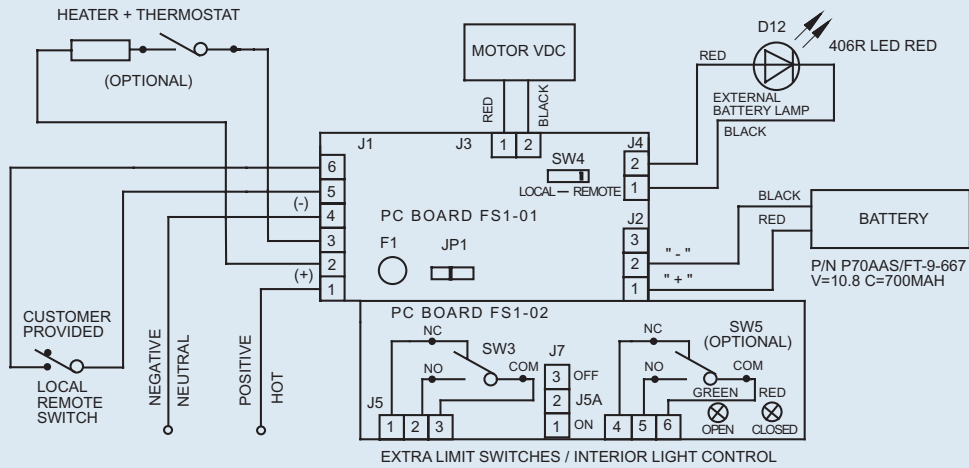 HEATER + THERMOSTAT
(OPTIONAL)
MOTOR VDC
RED
BLACK
D12
406R LED RED
RED
EXTERNAL
BATTERY LAMP
BLACK
J1
J3
1 2
J4
2
1
SW4
LOCAL — REMOTE
6
5
(-)
4
3
2
(+)
1
PC BOARD FS1-01
F1
JP1
J2
3
2
1
" - "
" + "
BLACK
RED
BATTERY
P/N P70AAS/FT-9-667
V=10.8 C=700MAH
CUSTOMER
PROVIDED
LOCAL
REMOTE
SWITCH
NEGATIVE
NEUTRAL
POSITIVE
HOT
PC BOARD FS1-02
NC
NO
SW3
COM
J5
1 2 3
J7
3 OFF
2 J5A
1 ON
NC
NO
SW5
(OPTIONAL)
COM
4 5 6
GREEN
OPEN
RED
CLOSED
EXTRA LIMIT SWITCHES / INTERIOR LIGHT CONTROL